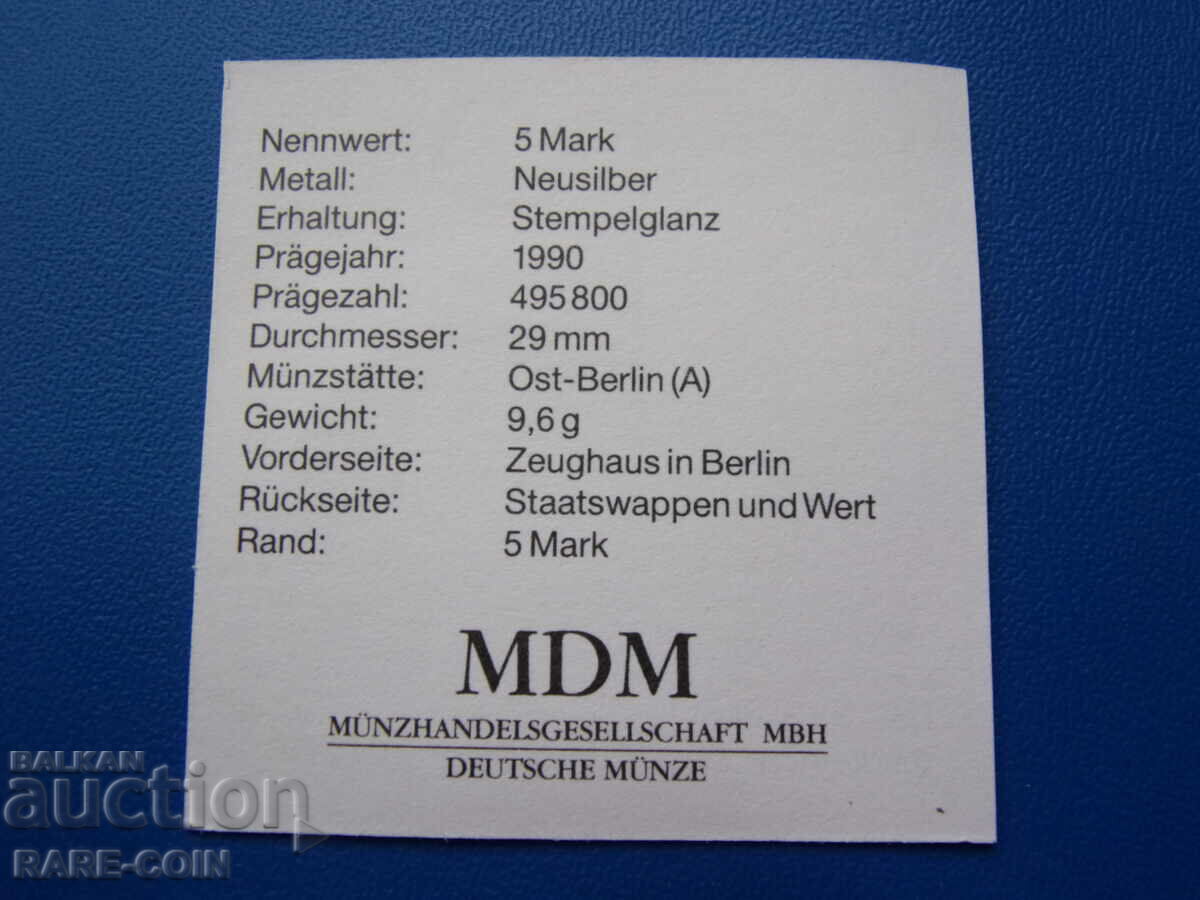 Nennwert: 5 Mark
Metall: Neusilber
Erhaltung: Stempelglanz
Prägejahr: 1990
Prägezahl: 495 800
Durchmesser: 29 mm
Münzstätte: Ost-Berlin (A)
Gewicht: 9,6 g
Vorderseite: Zeughaus in Berlin
Rückseite: Staatswappen und Wert
Rand: 5 Mark
MDM
MÜNZHANDELSGESELLSCHAFT MBH
DEUTSCHE MÜNZE
BALKAN
auction
RARE-COIN